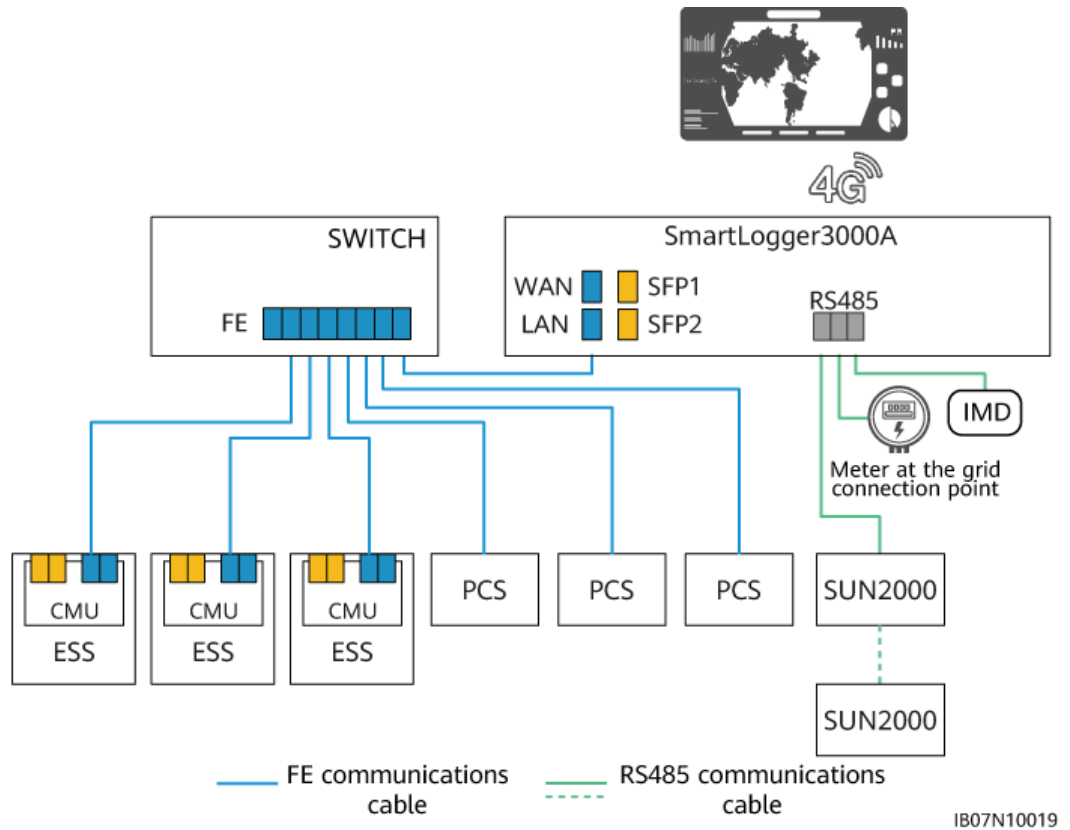 4G
SWITCH
SmartLogger3000A
WAN
SFP1
RS485
FE
LAN
SFP2
0000
IMD
Meter at the grid
connection point
CMU
CMU
CMU
PCS
PCS
PCS
SUN2000
ESS
ESS
ESS
SUN2000
FE communications
cable
RS485 communications
cable
IB07N10019